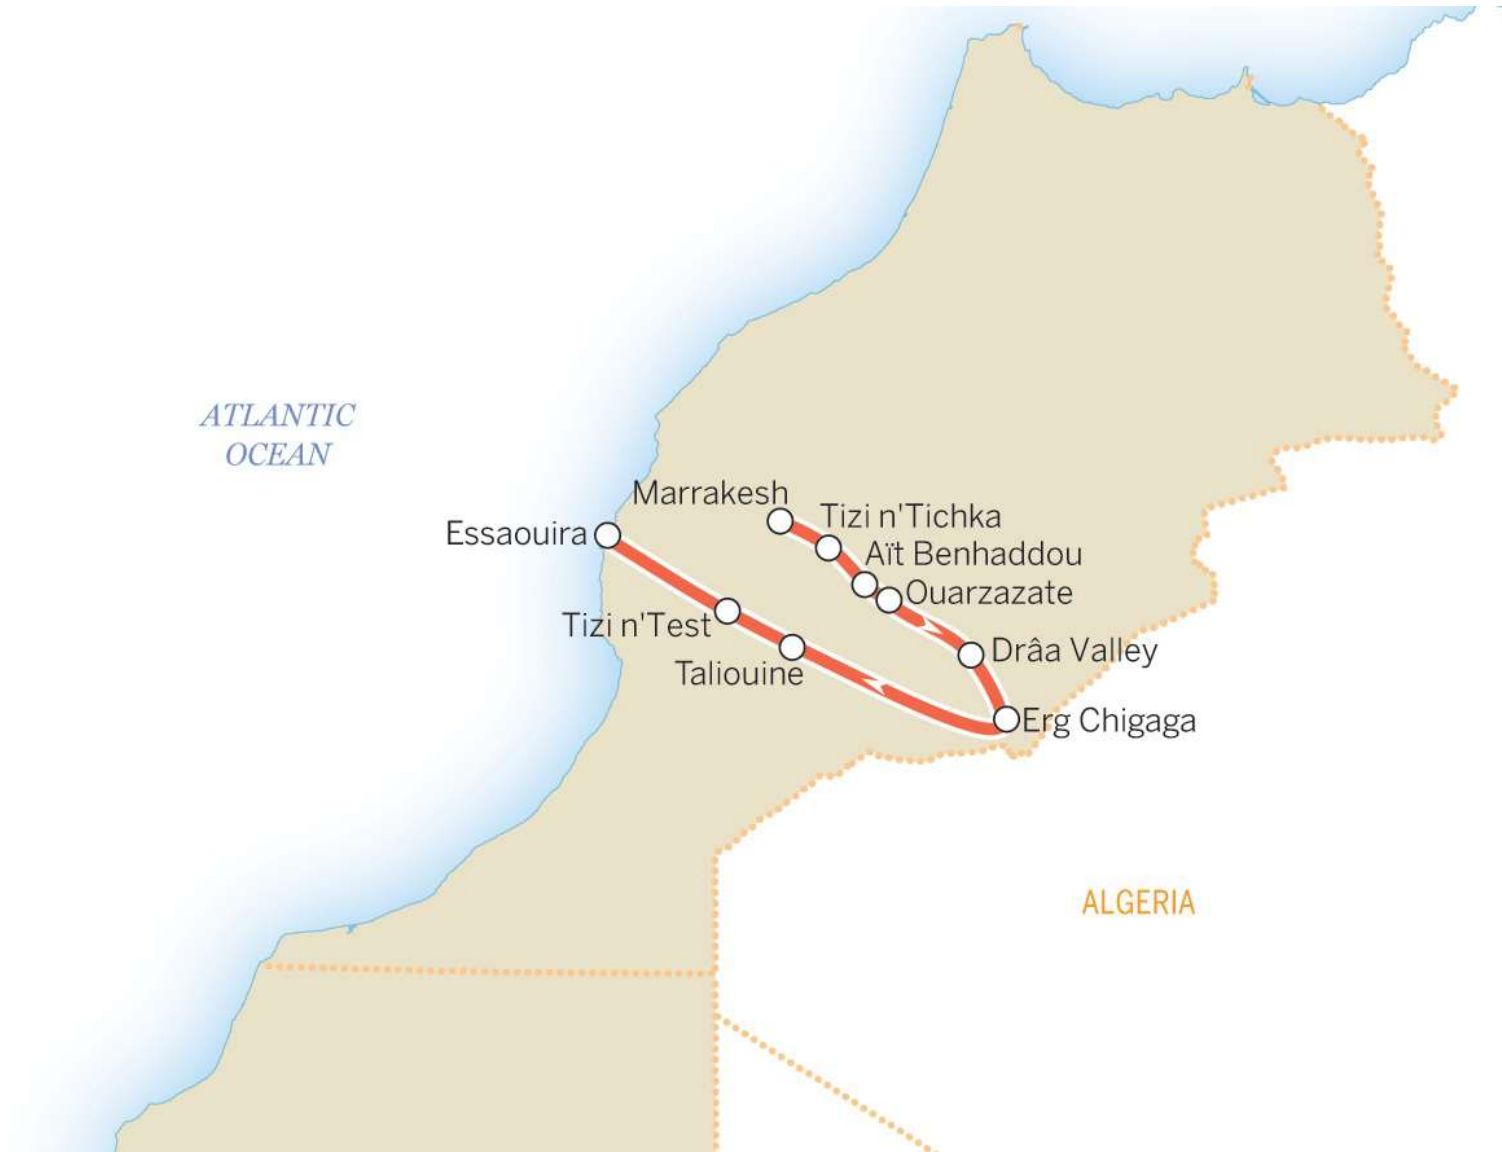 ATLANTIC
OCEAN
Marrakesh
Tizi n'Tichka
Essaouira
Aït Benhaddou
Ouarzazate
Tizi n'Test
Drâa Valley
Taliouine
Erg Chigaga
ALGERIA